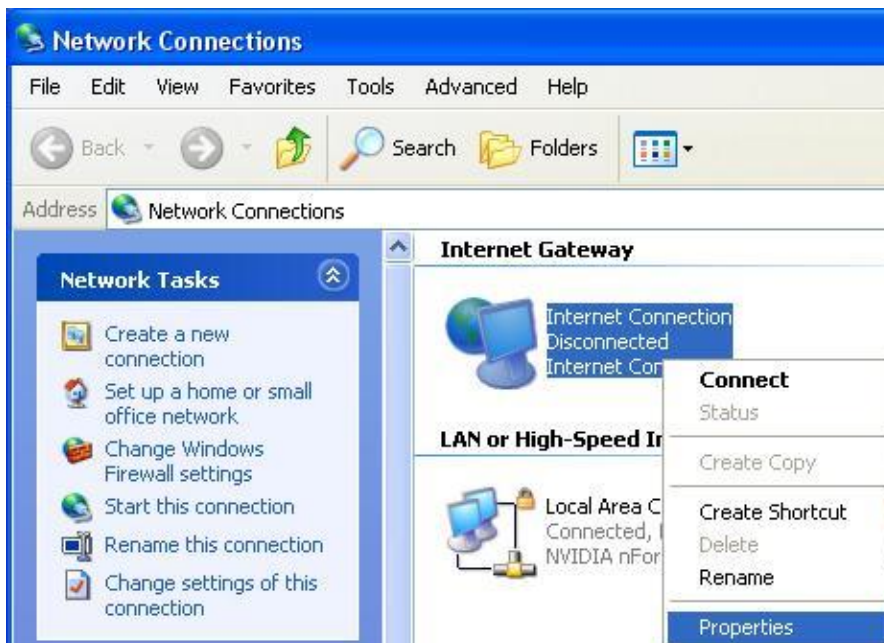 Network Connections
File Edit View Favorites Tools Advanced Help
Back Search Folders
Address Network Connections
Network Tasks
Create a new
connection
Set up a home or small
office network
Change Windows
Firewall settings
Start this connection
Rename this connection
Change settings of this
connection
Internet Gateway
Internet Connection
Disconnected
Internet
LAN or High-Speed
Local Area
Connected,
NVIDIA
Connect
Status
Create Copy
Create Shortcut
Delete
Rename
Properties